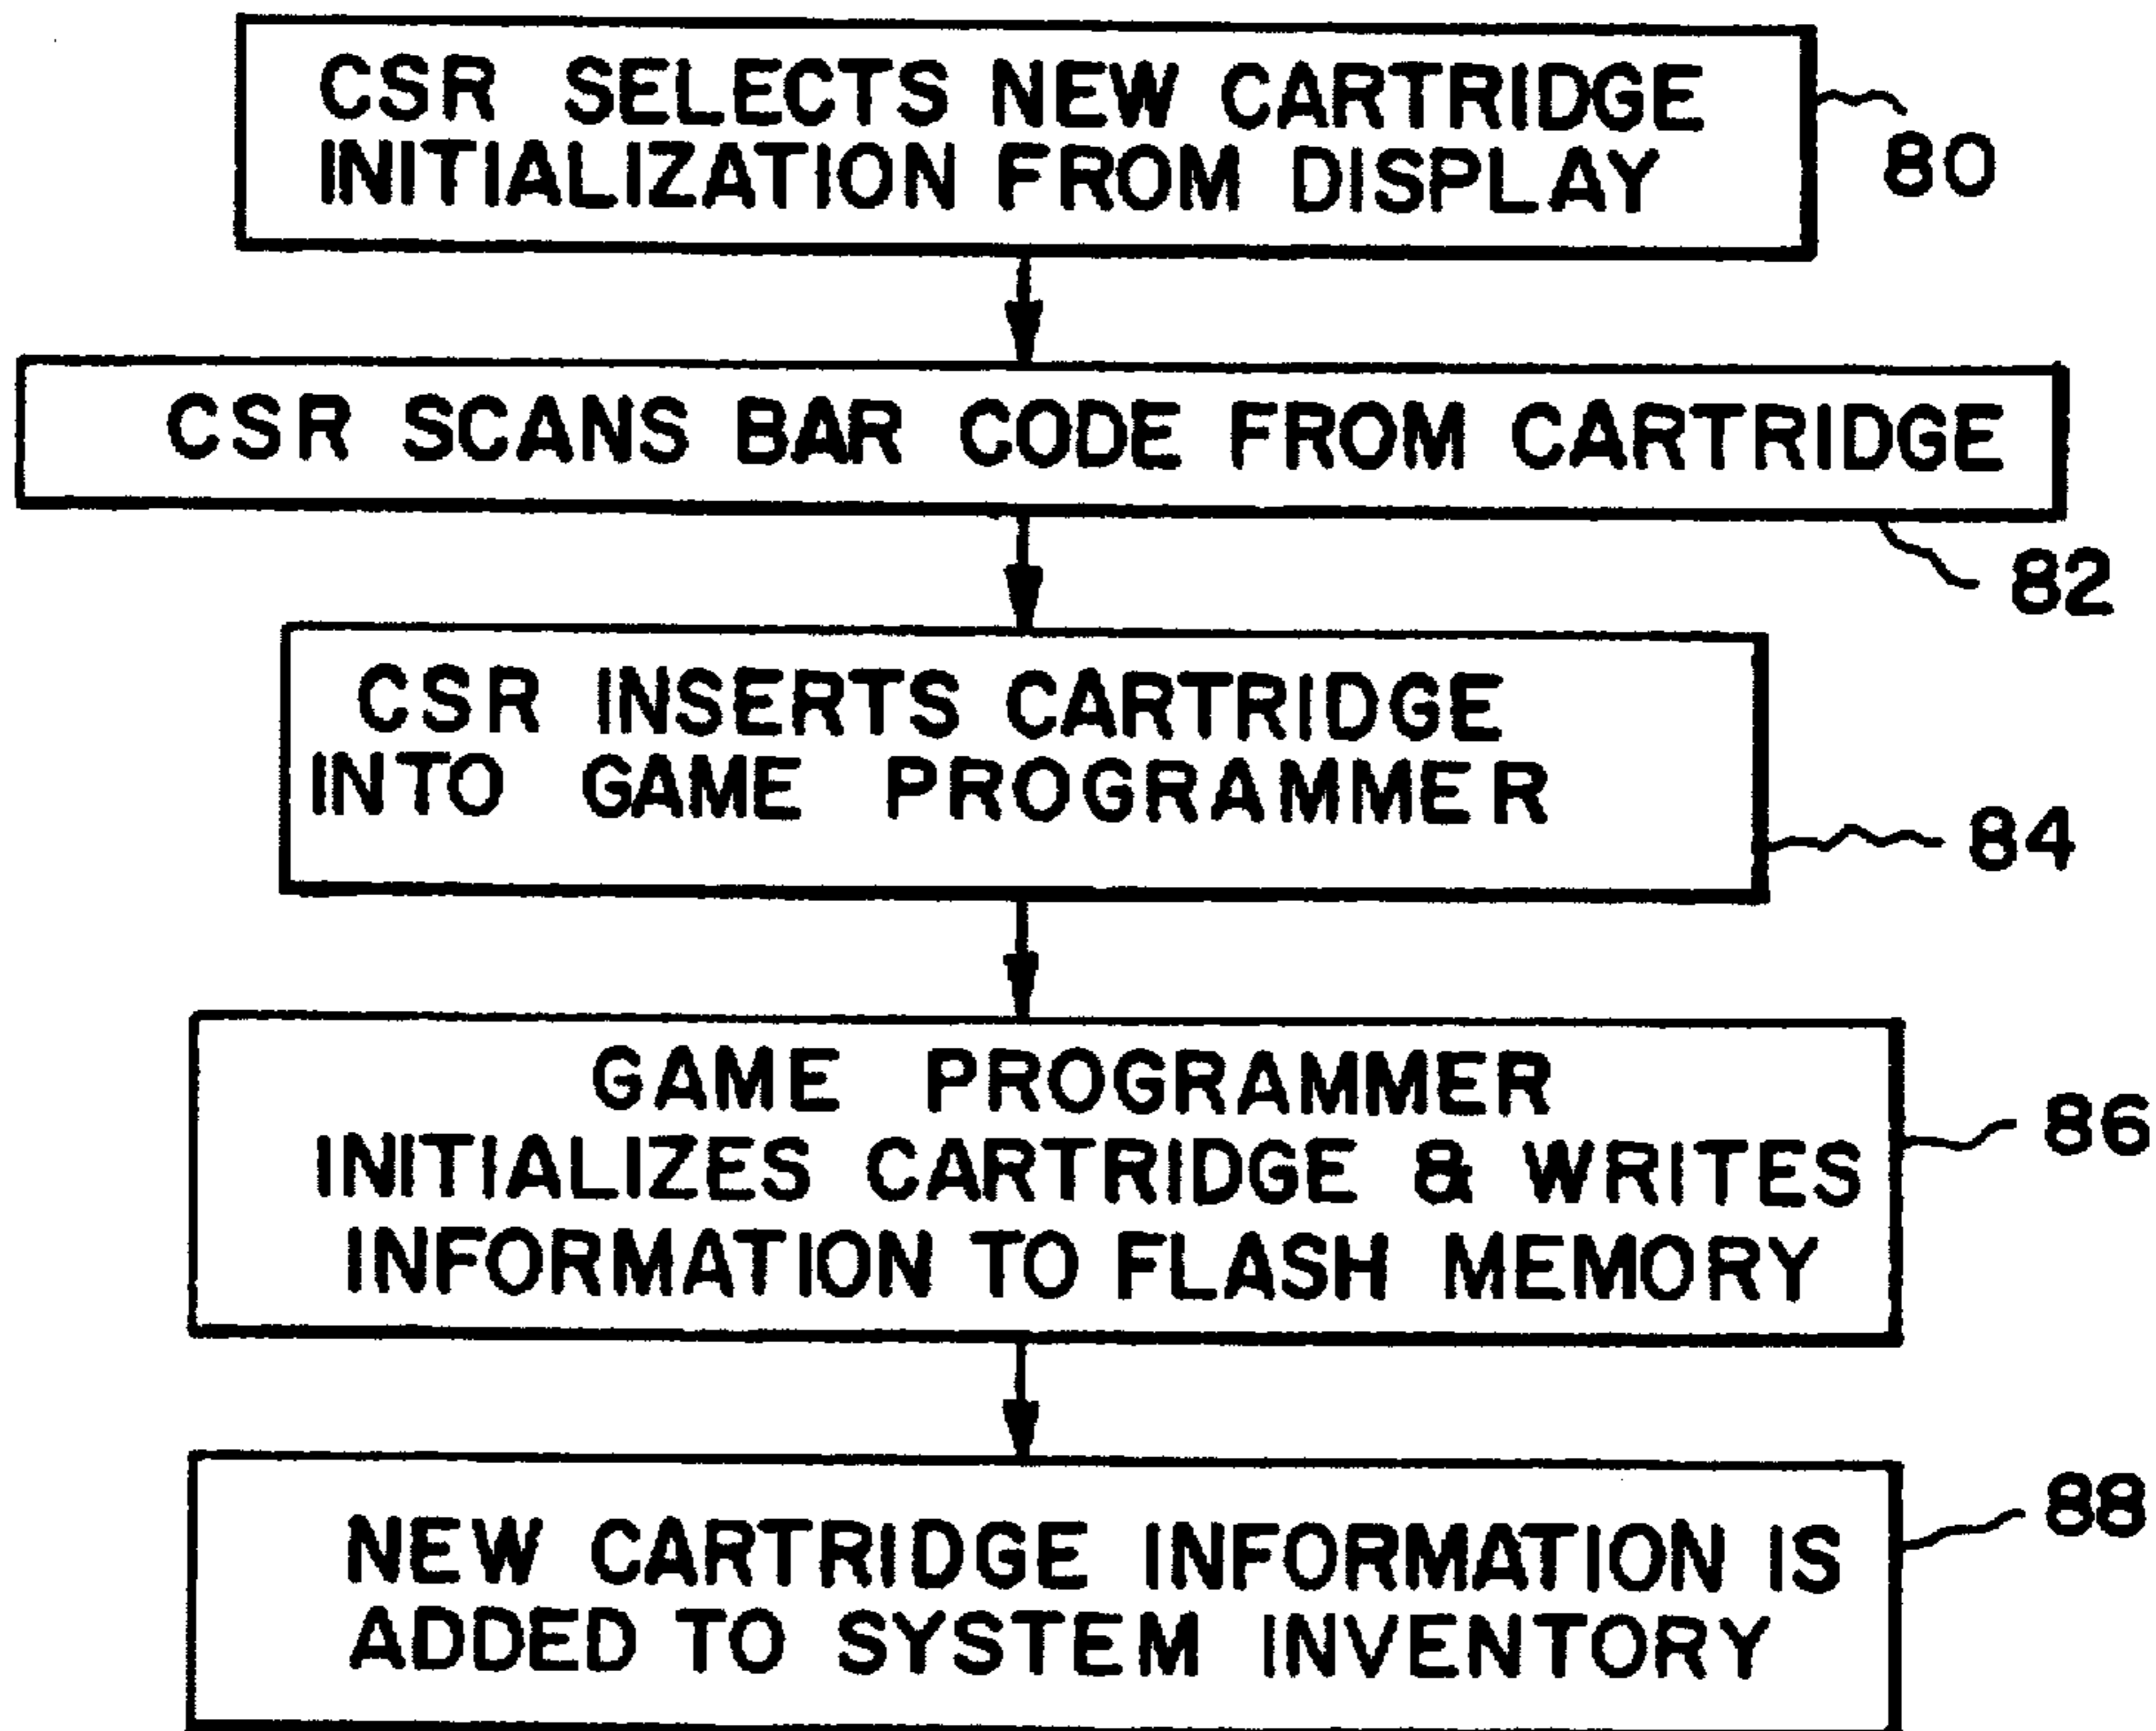 CSR SELECTS NEW CARTRIDGE
INITIALIZATION FROM DISPLAY
80
CSR SCANS BAR CODE FROM CARTRIDGE
82
CSR INSERTS CARTRIDGE
INTO GAME PROGRAMMER
84
GAME PROGRAMMER
INITIALIZES CARTRIDGE & WRITES
INFORMATION TO FLASH MEMORY
86
NEW CARTRIDGE INFORMATION IS
ADDED TO SYSTEM INVENTORY
88